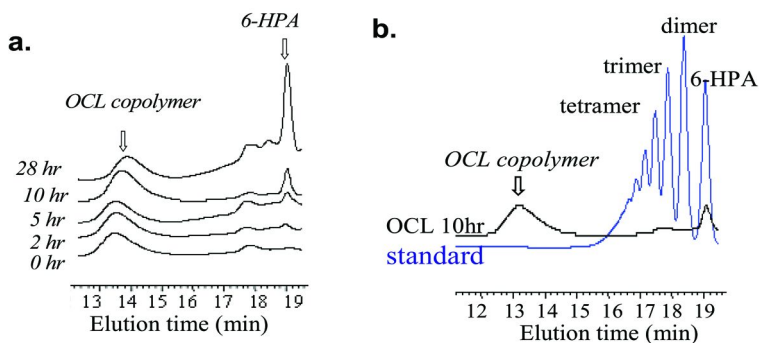 a.
6-HPA
OCL copolymer
28 hr
10 hr
5 hr
2 hr
0 hr
13 14 15 16 17 18 19
Elution time (min)
b.
dimer
trimer
6-HPA
tetramer
OCL copolymer
OCL 10hr
standard
12 13 14 15 16 17 18 19
Elution time (min)